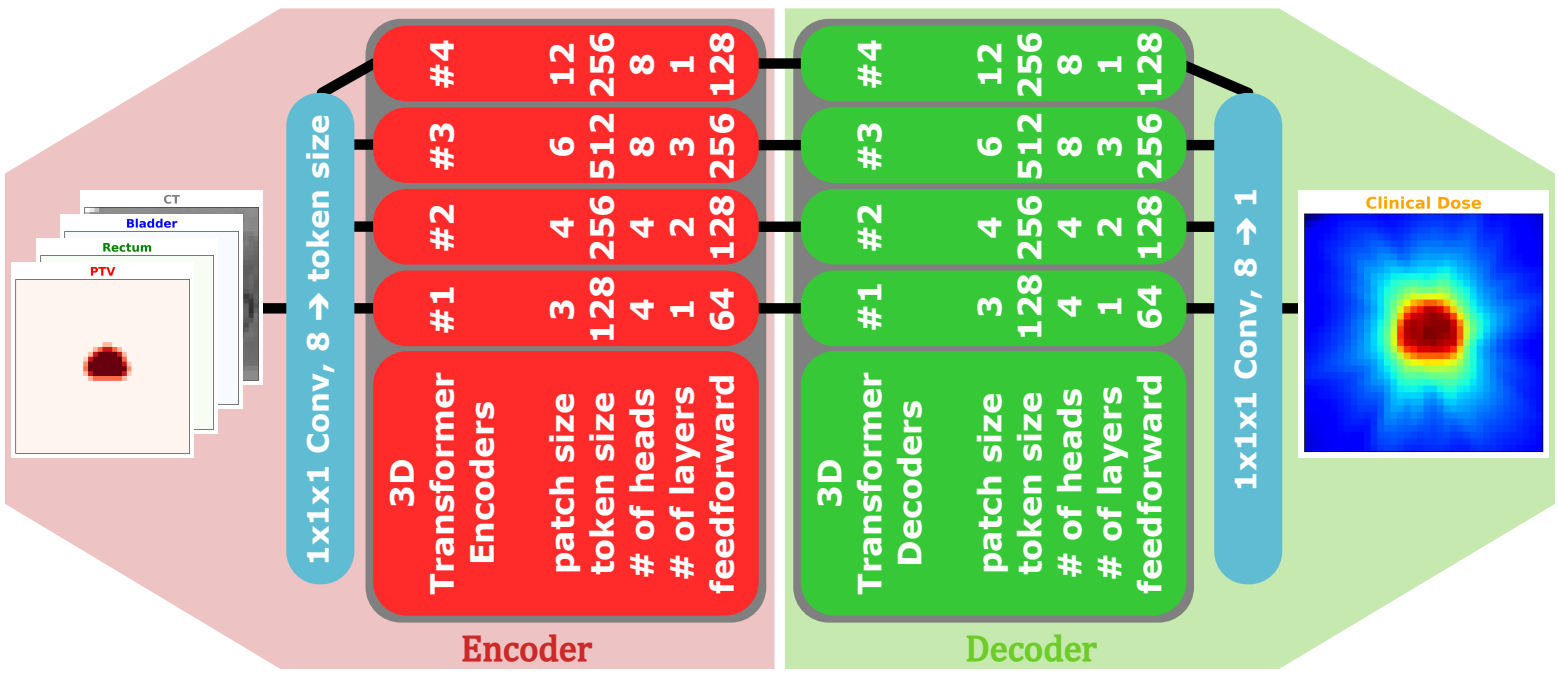 CT
Bladder
Rectum
PTV
1x1x1 Conv, 8 → token size
3D
Transformer
Encoders
patch size
token size
# of heads
# of layers
feedforward
#1
3
128
4
1
64
#2
4
256
4
2
128
#3
6
512
8
3
256
#4
12
256
8
1
128
Encoder
3D
Transformer
Decoders
patch size
token size
# of heads
# of layers
feedforward
#1
3
128
4
1
64
#2
4
256
4
2
128
#3
6
512
8
3
256
#4
12
256
8
1
128
Decoder
1x1x1 Conv, 8 → 1
Clinical Dose